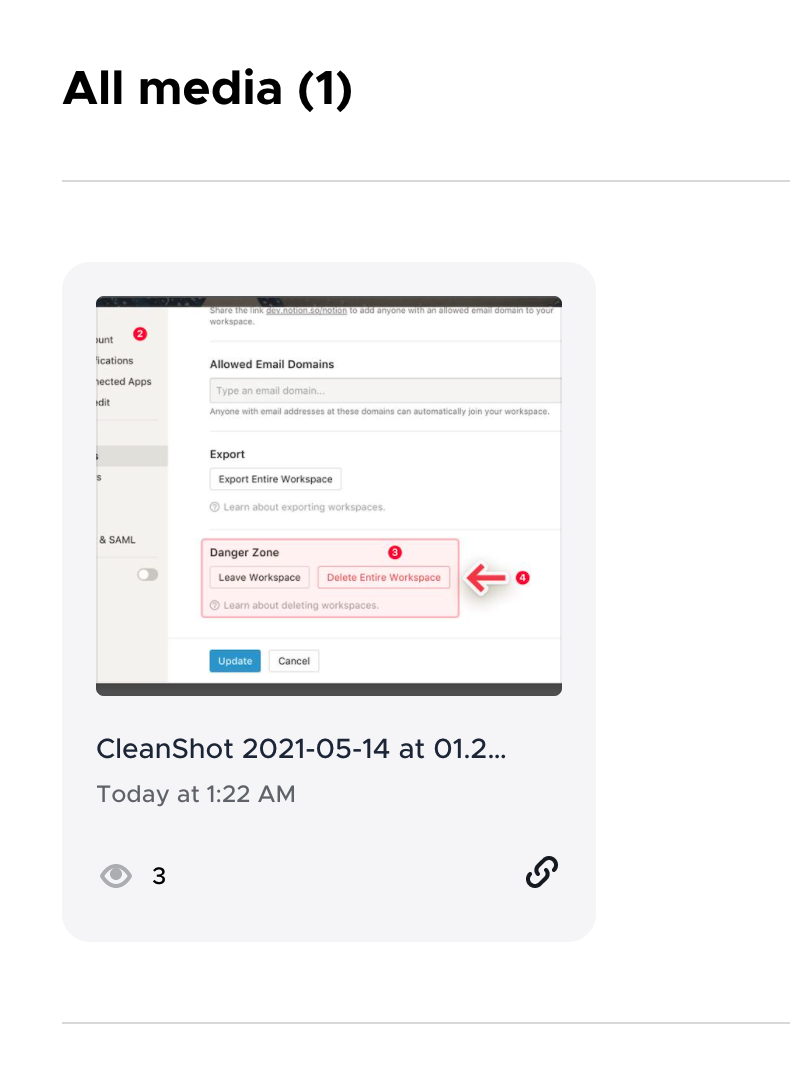 All media (1)
Share the link dev.notion.so/notion to add anyone with an allowed email domain to your
workspace.
2
ount
ifications
nected Apps
edit
Allowed Email Domains
Type an email domain...
Anyone with email addresses at these domains can automatically join your workspace.
s
Export
s
Export Entire Workspace
Learn about exporting workspaces.
& SAML
Danger Zone
3
Leave Workspace
Delete Entire Workspace
4
Learn about deleting workspaces.
Update
Cancel
CleanShot 2021-05-14 at 01.2...
Today at 1:22 AM
3